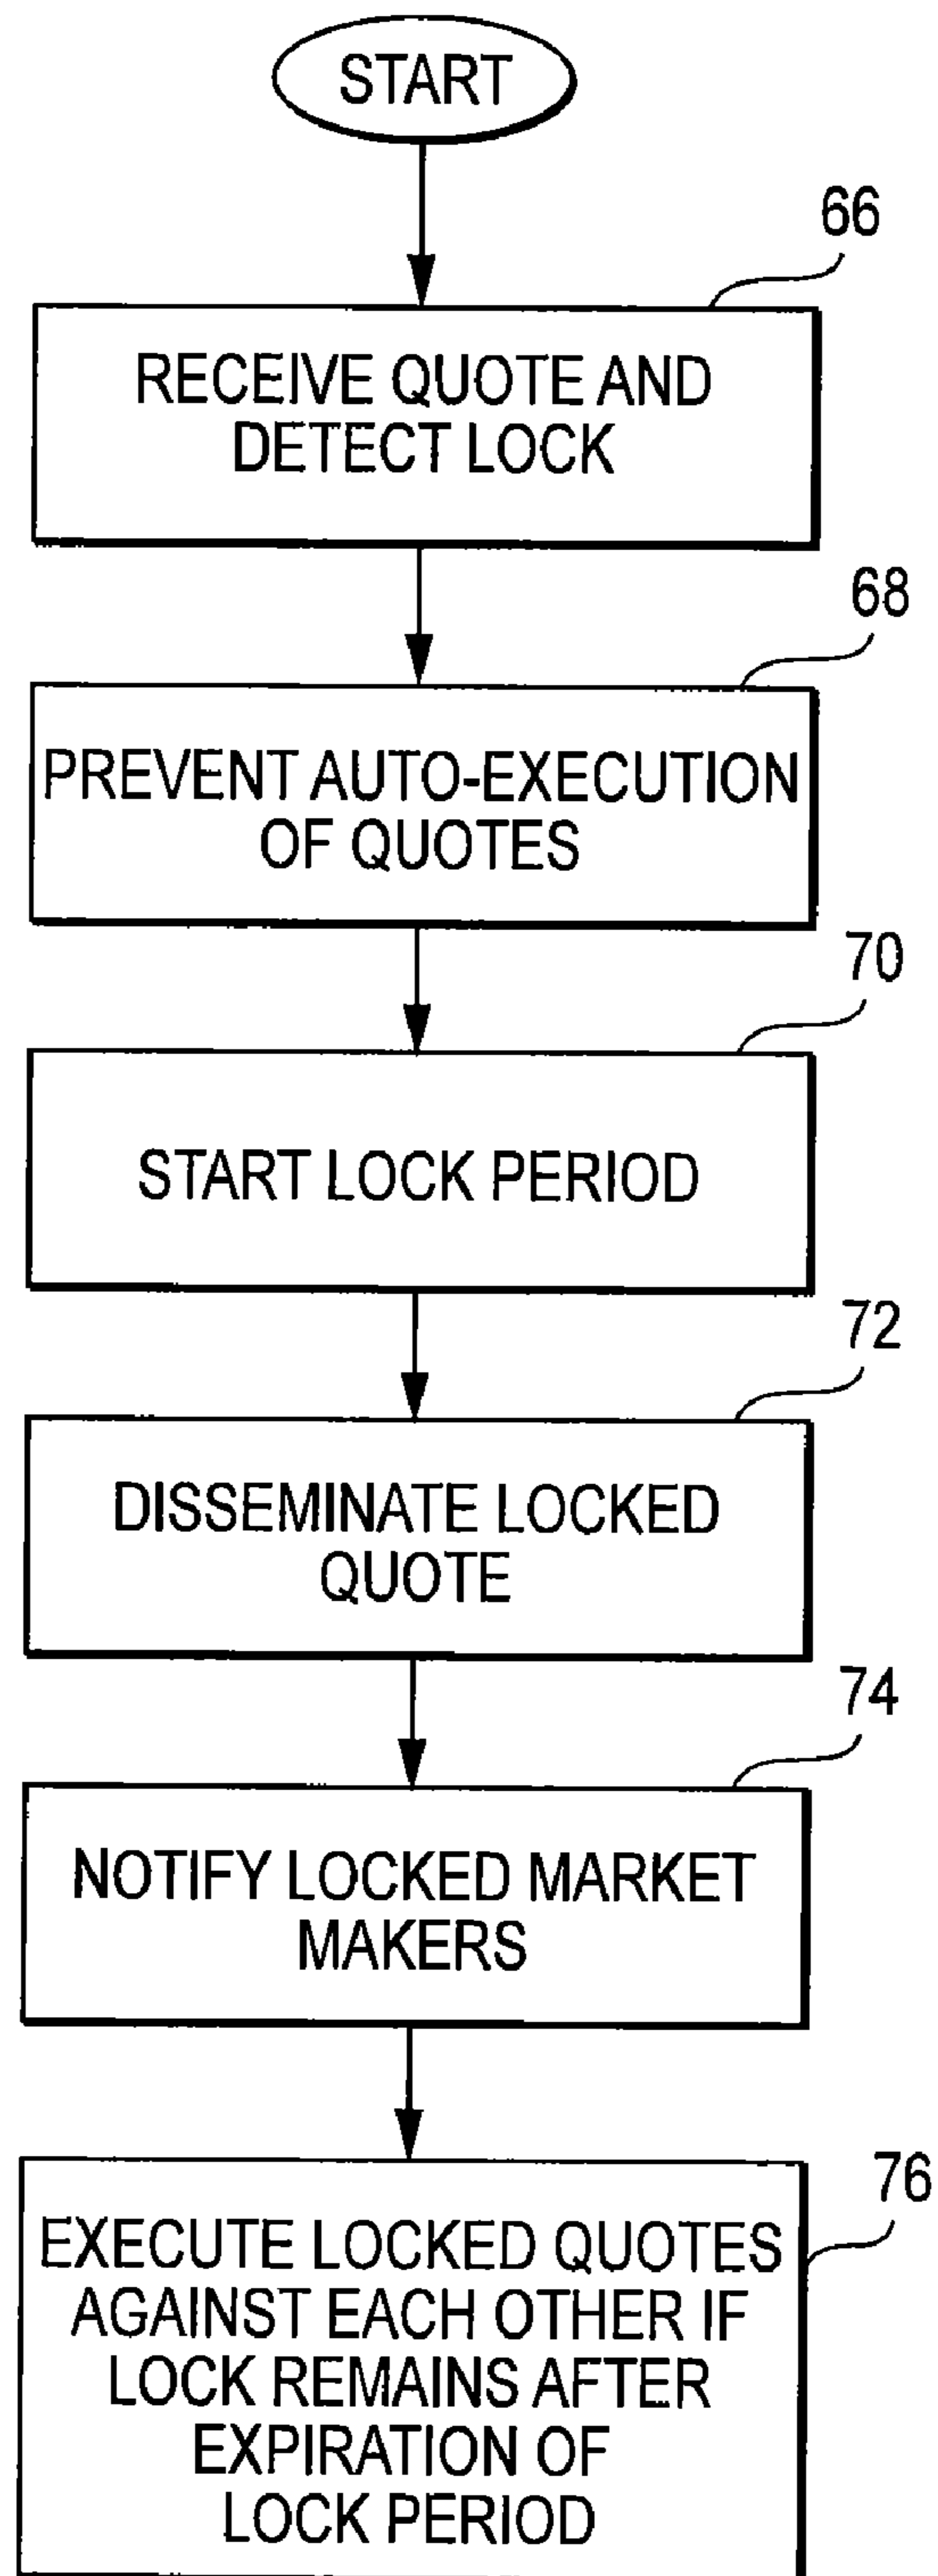 START
66
RECEIVE QUOTE AND
DETECT LOCK
68
PREVENT AUTO-EXECUTION
OF QUOTES
70
START LOCK PERIOD
72
DISSEMINATE LOCKED
QUOTE
74
NOTIFY LOCKED MARKET
MAKERS
76
EXECUTE LOCKED QUOTES
AGAINST EACH OTHER IF
LOCK REMAINS AFTER
EXPIRATION OF
LOCK PERIOD